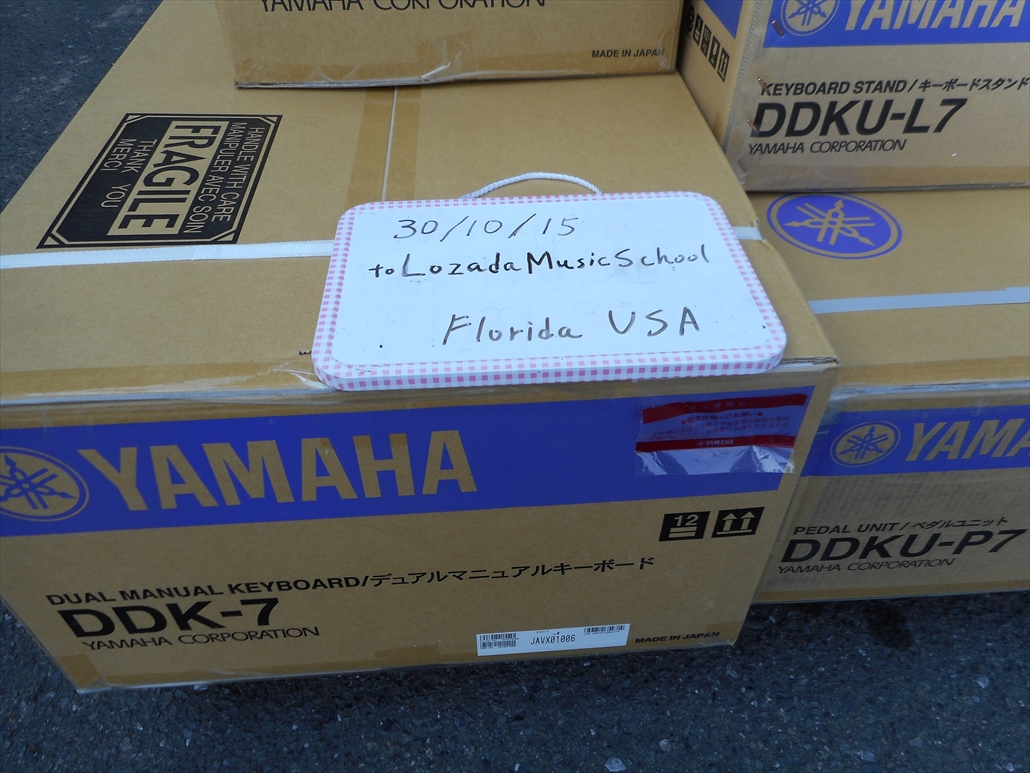 YAMAHA CORPORATION
MADE IN JAPAN
YAMAHA
KEYBOARD STAND/キーボードスタンド
DDKU-L7
YAMAHA CORPORATION
HANDLE WITH CARE
MANIPULER AVEC SOIN
FRAGILE
THANK YOU
MERCI
30/10/15
to Lozada Music School
Florida USA
YAMAHA
YAMAHA
12
DUAL MANUAL KEYBOARD/デュアルマニュアルキーボード
DDK-7
YAMAHA CORPORATION
JAVX01006
MADE IN JAPAN
YAMA
PEDAL UNIT/ペダルユニット
DDKU-P7
YAMAHA CORPORATION